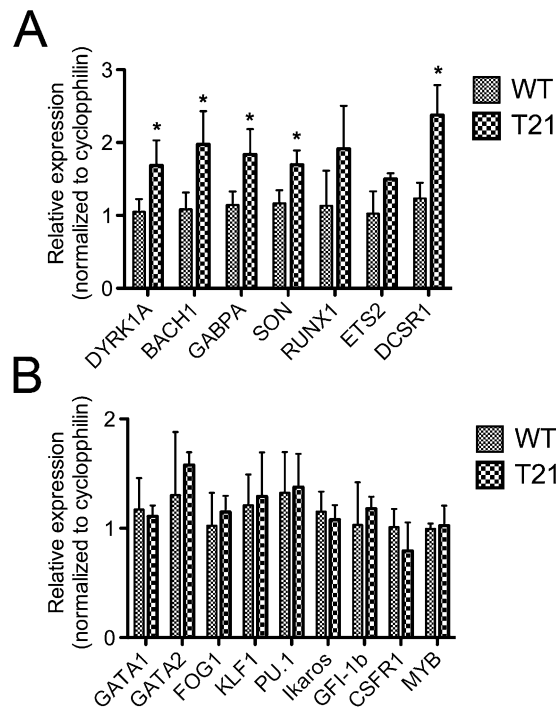 A
Relative expression
(normalized to cyclopphilin)
3
2
1
0
* * * * *
WT
T21
DYRK1A BACH1 GABPA SON RUNX1 ETS2 DCSR1
B
Relative expression
(normalized to cyclopphilin)
2
1
0
WT
T21
GATA1 GATA2 FOG1 KLF1 PU.1 Ikaros GFI-1b CSFR1 MYB